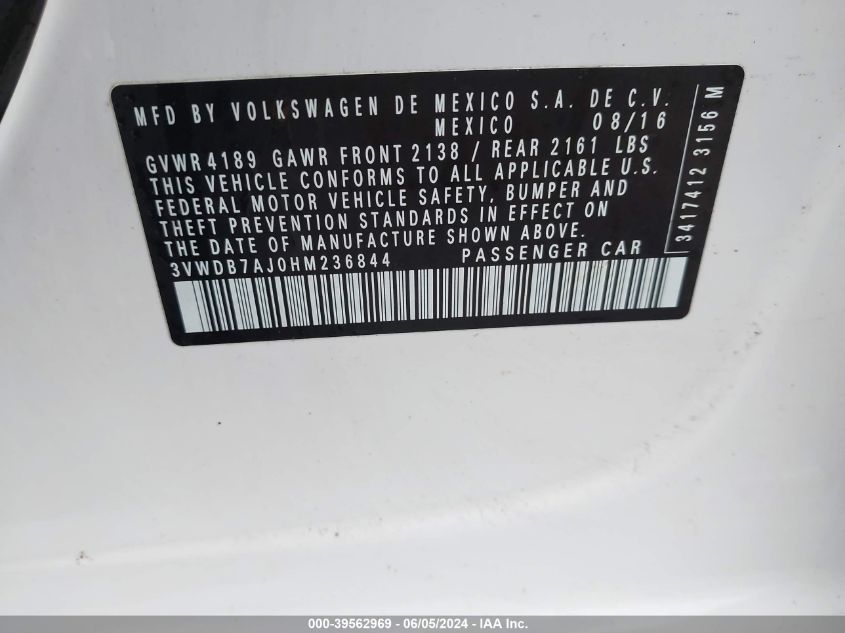 MFD BY VOLKSWAGEN DE MEXICO S.A. DE C.V.
MEXICO 08/16
GVWR 4189 GAWR FRONT 2138 / REAR 2161 LBS
THIS VEHICLE CONFORMS TO ALL APPLICABLE U.S.
FEDERAL MOTOR VEHICLE SAFETY, BUMPER AND
THEFT PREVENTION STANDARDS IN EFFECT ON
THE DATE OF MANUFACTURE SHOWN ABOVE.
3VWDB7AJ0HM236844 PASSENGER CAR
3417412 3156 M
000-39562969 | 06/05/2024 - IAA Inc.